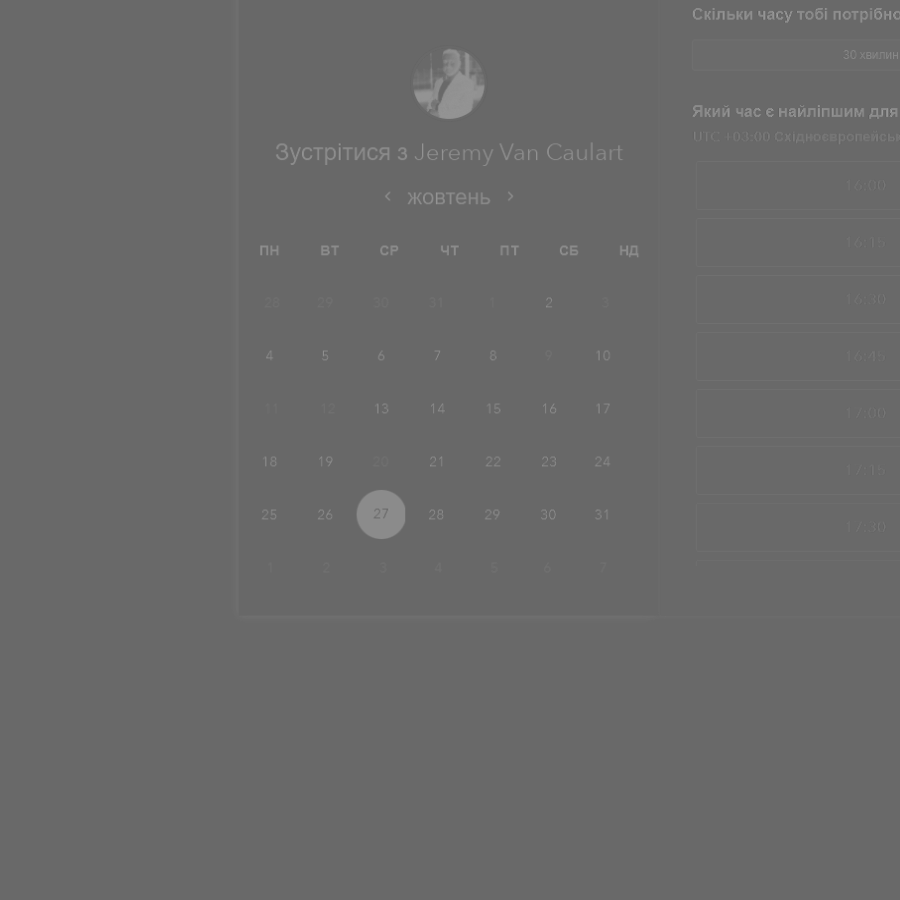 Зустрітися з Jeremy Van Caulart
жовтень
ПН ВТ СР ЧТ ПТ СБ НД
28 29 30 31 1 2 3
4 5 6 7 8 9 10
11 12 13 14 15 16 17
18 19 20 21 22 23 24
25 26 27 28 29 30 31
1 2 3 4 5 6 7
Скільки часу тобі потрібно
30 хвилин
Який час є найліпшим для
UTC +03:00 Східноєвропейськ
16:00
16:15
16:30
16:45
17:00
17:15
17:30